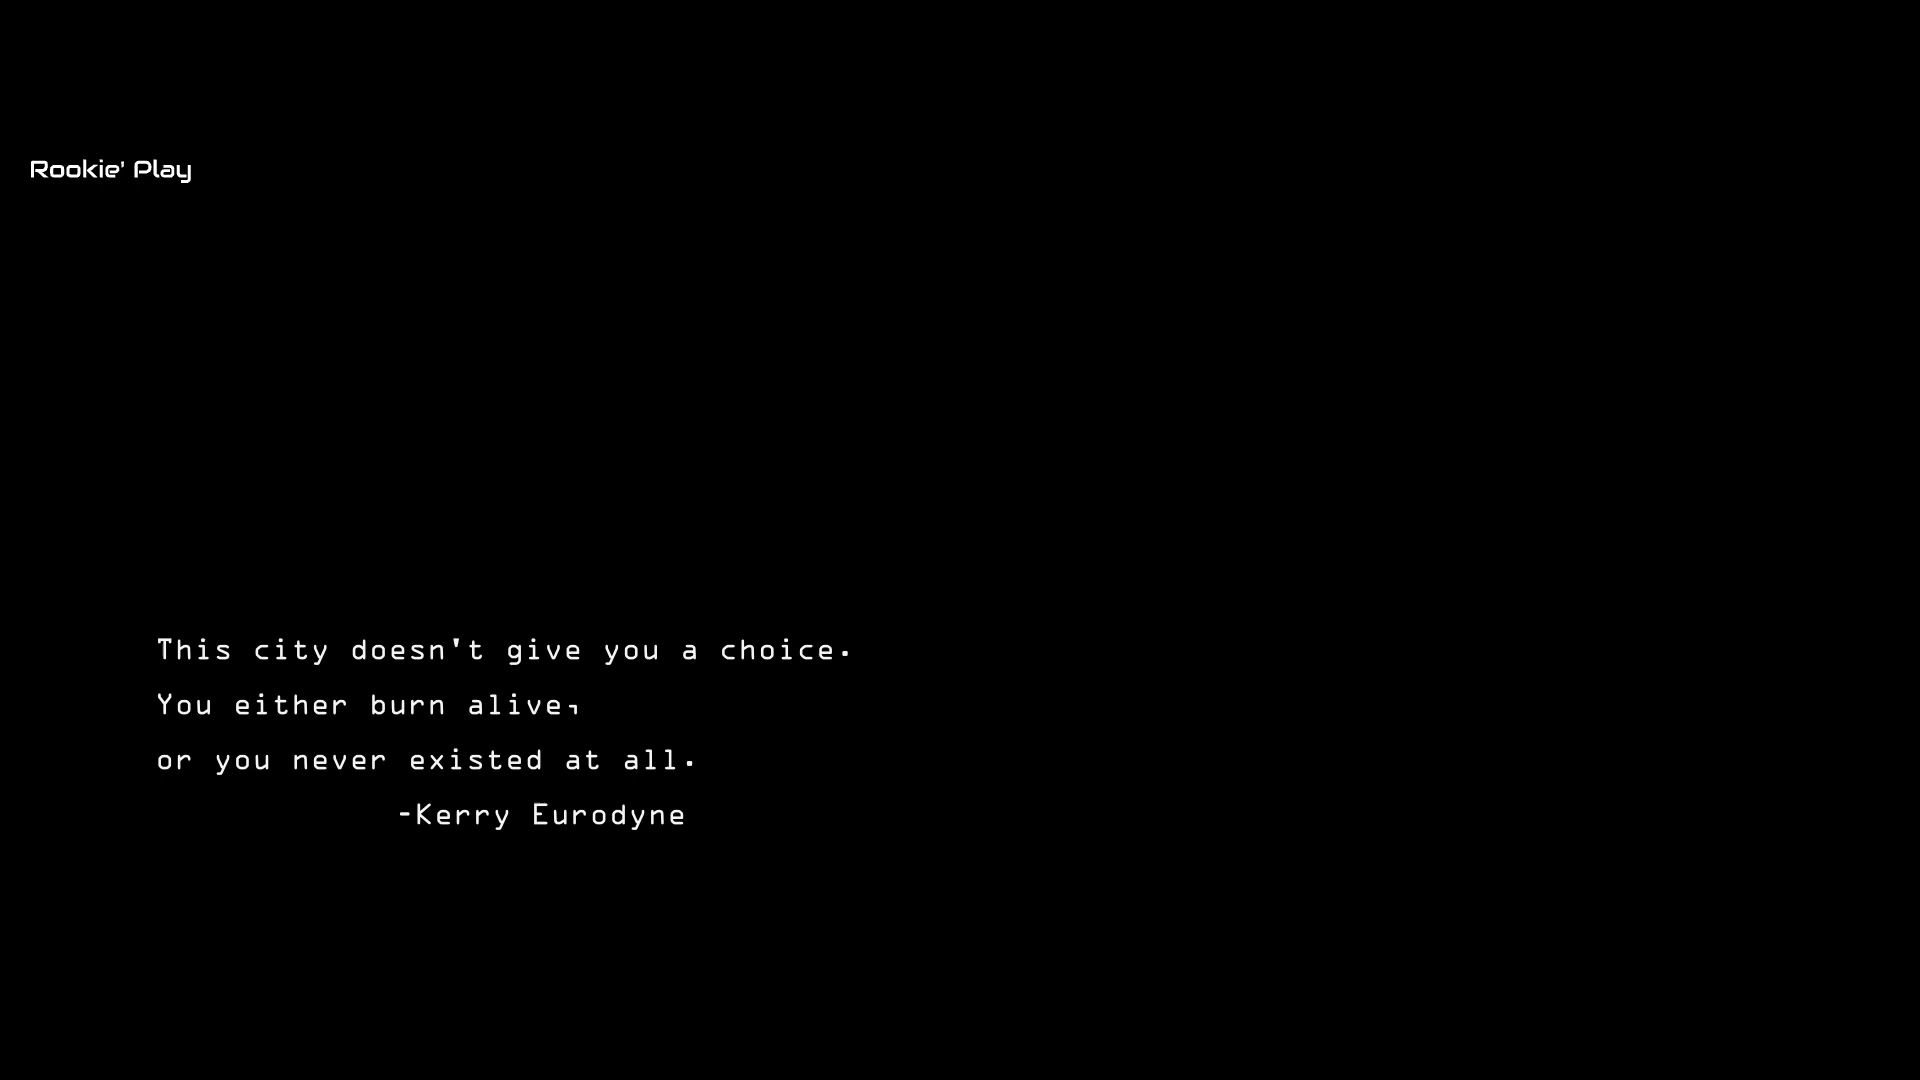 Rookie' Play
This city doesn't give you a choice.
You either burn alive,
or you never existed at all.
-Kerry Eurodyne